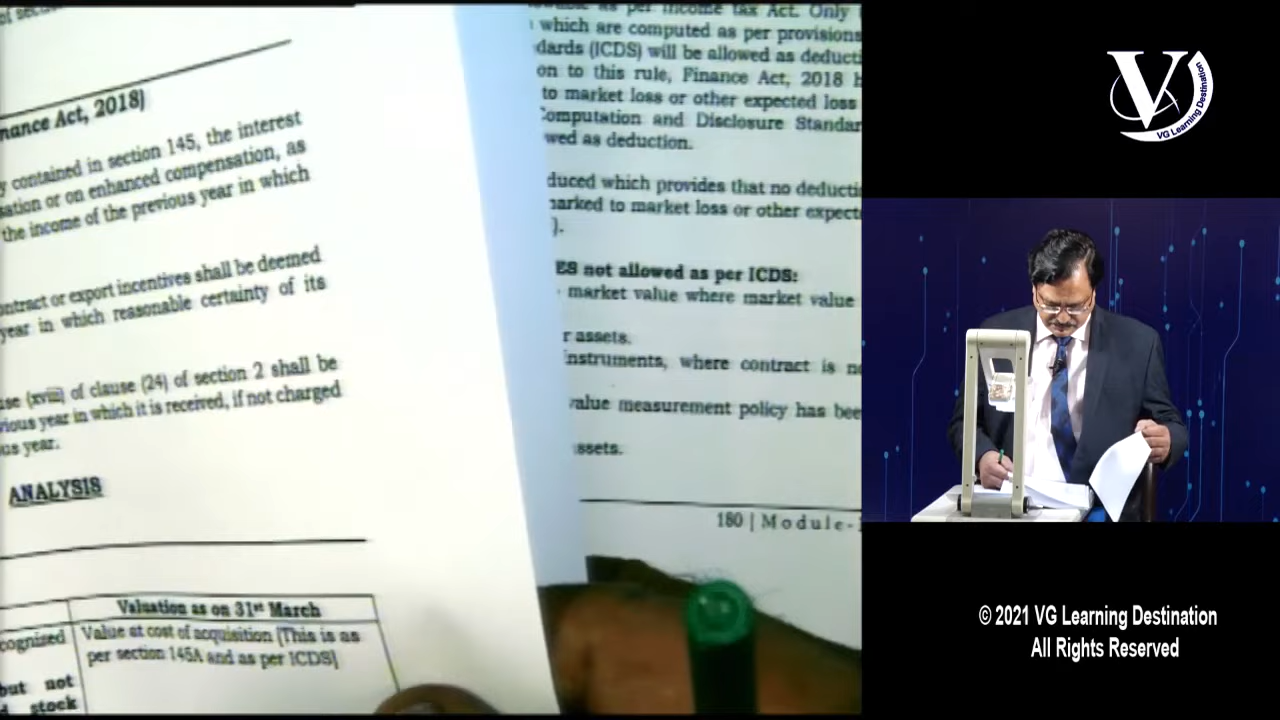 nance Act, 2018)
y contained in section 145, the interest
sation or on enhanced compensation, as
the income of the previous year in which
ontract or export incentives shall be deemed
year in which reasonable certainty of its
use (xviii) of clause (24) of section 2 shall be
vious year in which it is received, if not charged
us year.
ANALYSIS
Valuation as on 31st March
cognized
Value at cost of acquisition [This is as
per section 145A and as per ICDS]
but not
stock
as per Income tax Act. Only
which are computed as per provisions
dards (ICDS) will be allowed as deducti
on to this rule, Finance Act, 2018 h
to market loss or other expected loss
Computation and Disclosure Standar
wed as deduction.
duced which provides that no deducti
marked to market loss or other expect
).
ES not allowed as per ICDS:
market value where market value
r assets.
instruments, where contract is n
value measurement policy has bee
ssets.
180 | Module-
V
VG Learning Destination
© 2021 VG Learning Destination
All Rights Reserved